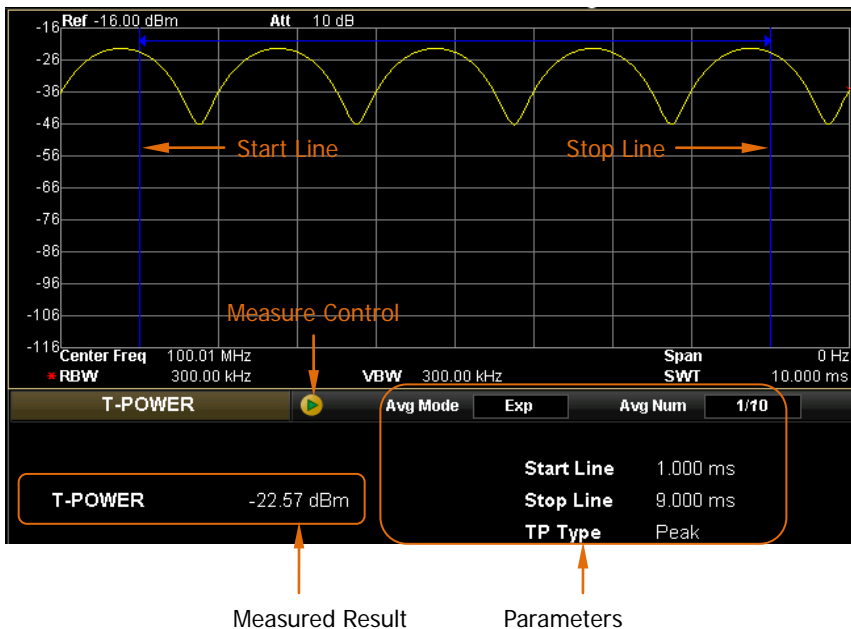 Ref -16.00 dBm Att 10 dB
-16
-26
-36
-46
-56
Start Line Stop Line
-66
-76
-86
-96
-106
Measure Control
-116
Center Freq 100.01 MHz Span 0 Hz
* RBW 300.00 kHz VBW 300.00 kHz SWT 10.000 ms
T-POWER Avg Mode Exp Avg Num 1/10
Start Line 1.000 ms
T-POWER -22.57 dBm Stop Line 9.000 ms
TP Type Peak
Measured Result Parameters